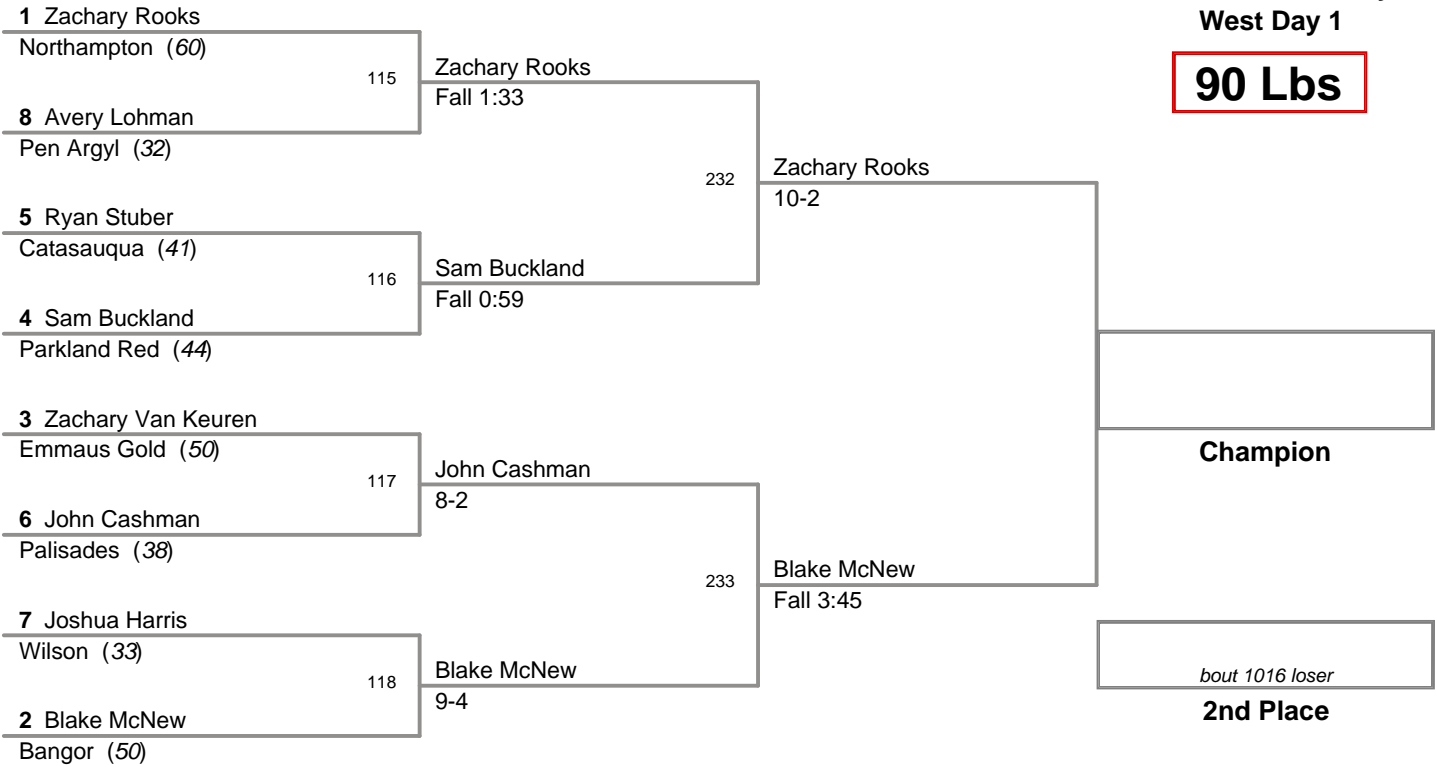 West Day 1
90 Lbs
1 Zachary Rooks
Northampton (60)
115
Zachary Rooks
Fall 1:33
8 Avery Lohman
Pen Argyl (32)
232
Zachary Rooks
10-2
5 Ryan Stuber
Catasauqua (41)
116
Sam Buckland
Fall 0:59
4 Sam Buckland
Parkland Red (44)
3 Zachary Van Keuren
Emmaus Gold (50)
Champion
117
John Cashman
8-2
6 John Cashman
Palisades (38)
233
Blake McNew
Fall 3:45
7 Joshua Harris
Wilson (33)
118
Blake McNew
9-4
bout 1016 loser
2nd Place
2 Blake McNew
Bangor (50)